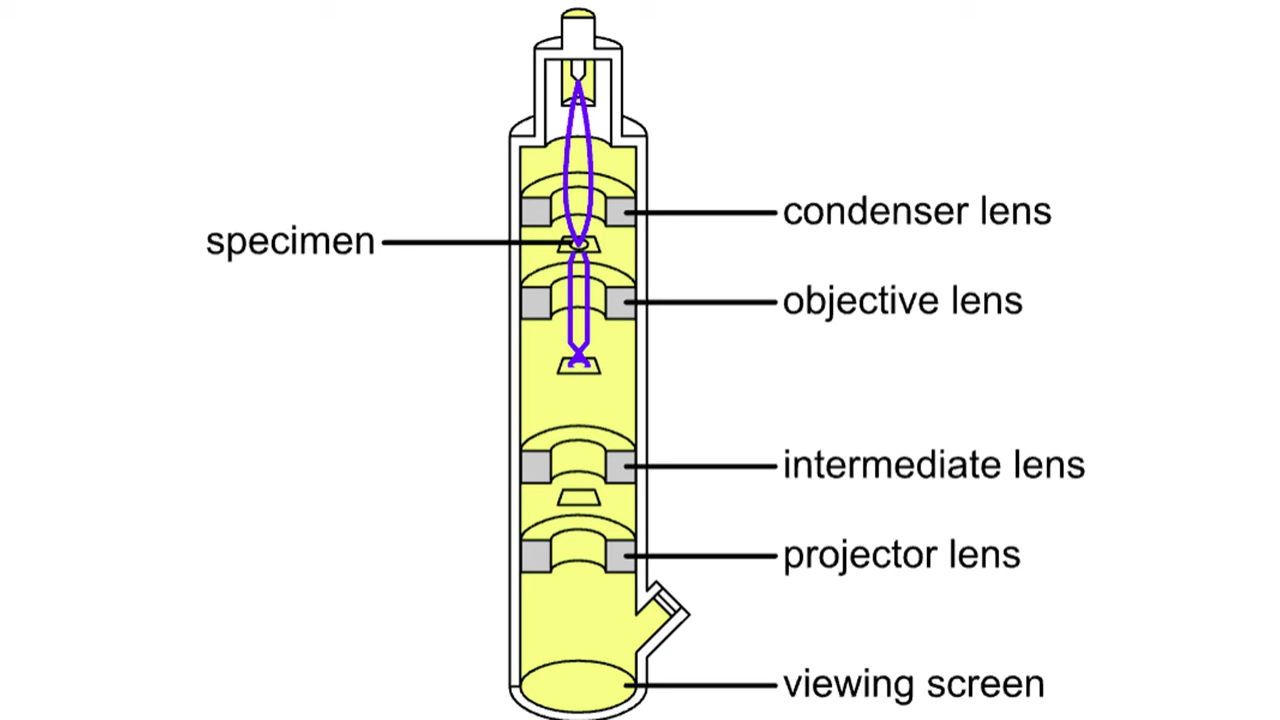 condenser lens
specimen
objective lens
intermediate lens
projector lens
viewing screen